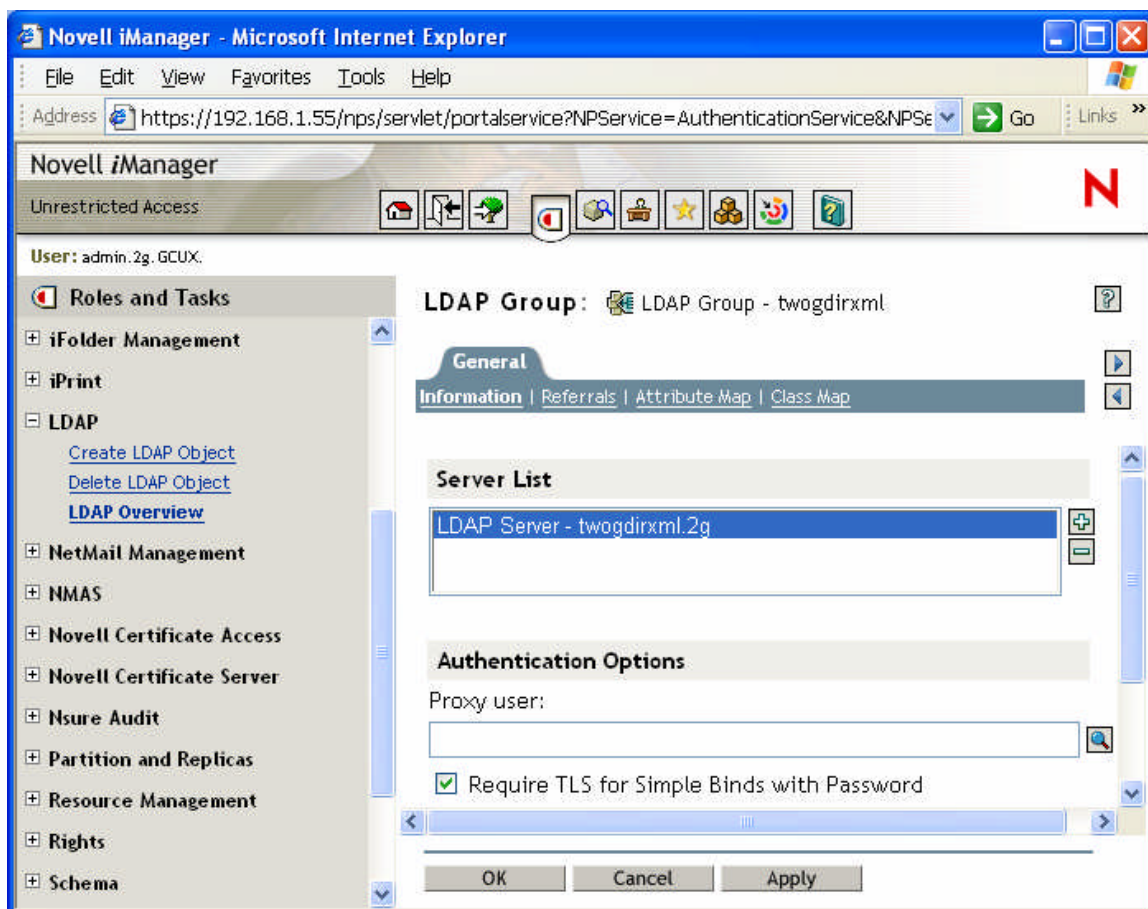 Novell iManager - Microsoft Internet Explorer
File Edit View Favorites Tools Help
Address https://192.168.1.55/nps/servlet/portalservice?NPService=AuthenticationService&NPSe Go Links »
Novell iManager
Unrestricted Access
N
User: admin.2g.GCUX.
Roles and Tasks
iFolder Management
iPrint
LDAP
Create LDAP Object
Delete LDAP Object
LDAP Overview
NetMail Management
NMAS
Novell Certificate Access
Novell Certificate Server
Nsure Audit
Partition and Replicas
Resource Management
Rights
Schema
LDAP Group: LDAP Group - twogdirxml
?
General
Information | Referrals | Attribute Map | Class Map
Server List
LDAP Server - twogdirxml.2g
Authentication Options
Proxy user:
Require TLS for Simple Binds with Password
OK Cancel Apply